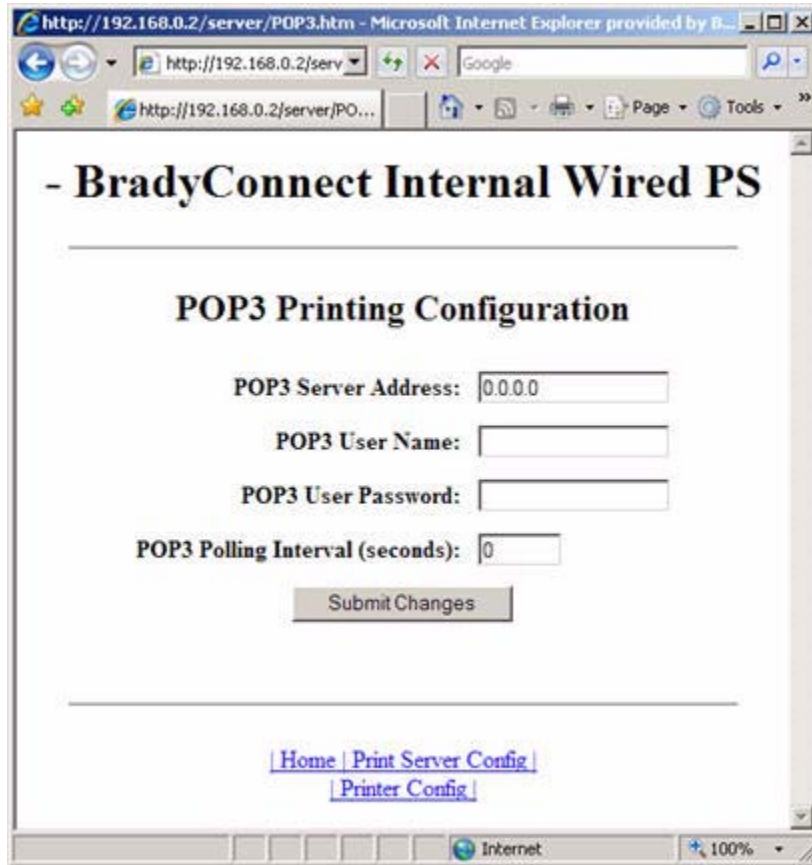 http://192.168.0.2/server/POP3.htm - Microsoft Internet Explorer provided by B...
http://192.168.0.2/serv
Google
http://192.168.0.2/server/PO...
Page
Tools
- BradyConnect Internal Wired PS
POP3 Printing Configuration
POP3 Server Address: 0.0.0.0
POP3 User Name:
POP3 User Password:
POP3 Polling Interval (seconds): 0
Submit Changes
| Home | Print Server Config |
| Printer Config |
Internet 100%